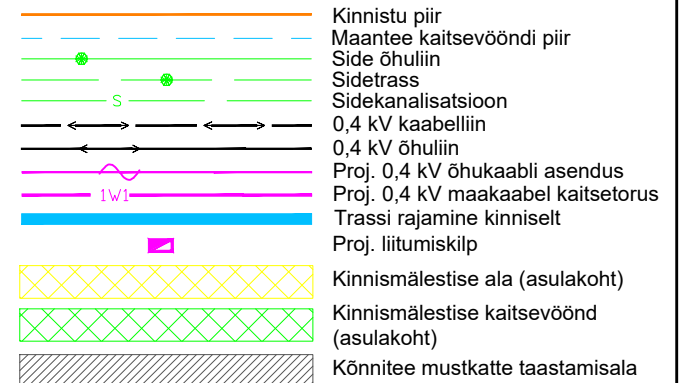 Kinnistu piir
Maantee kaitsevööndi piir
Side õhuliin
Sidetrass
S Sidekanalisatsioon
0,4 kV kaabelliin
0,4 kV õhuliin
Proj. 0,4 kV õhukaabli asendus
1W1 Proj. 0,4 kV maakaabel kaitsetorus
Trassi rajamine kinniselt
Proj. liitumiskilp
Kinnismälestise ala (asulakoht)
Kinnismälestise kaitsevöönd
(asulakoht)
Kõnnitee mustkatte taastamisala